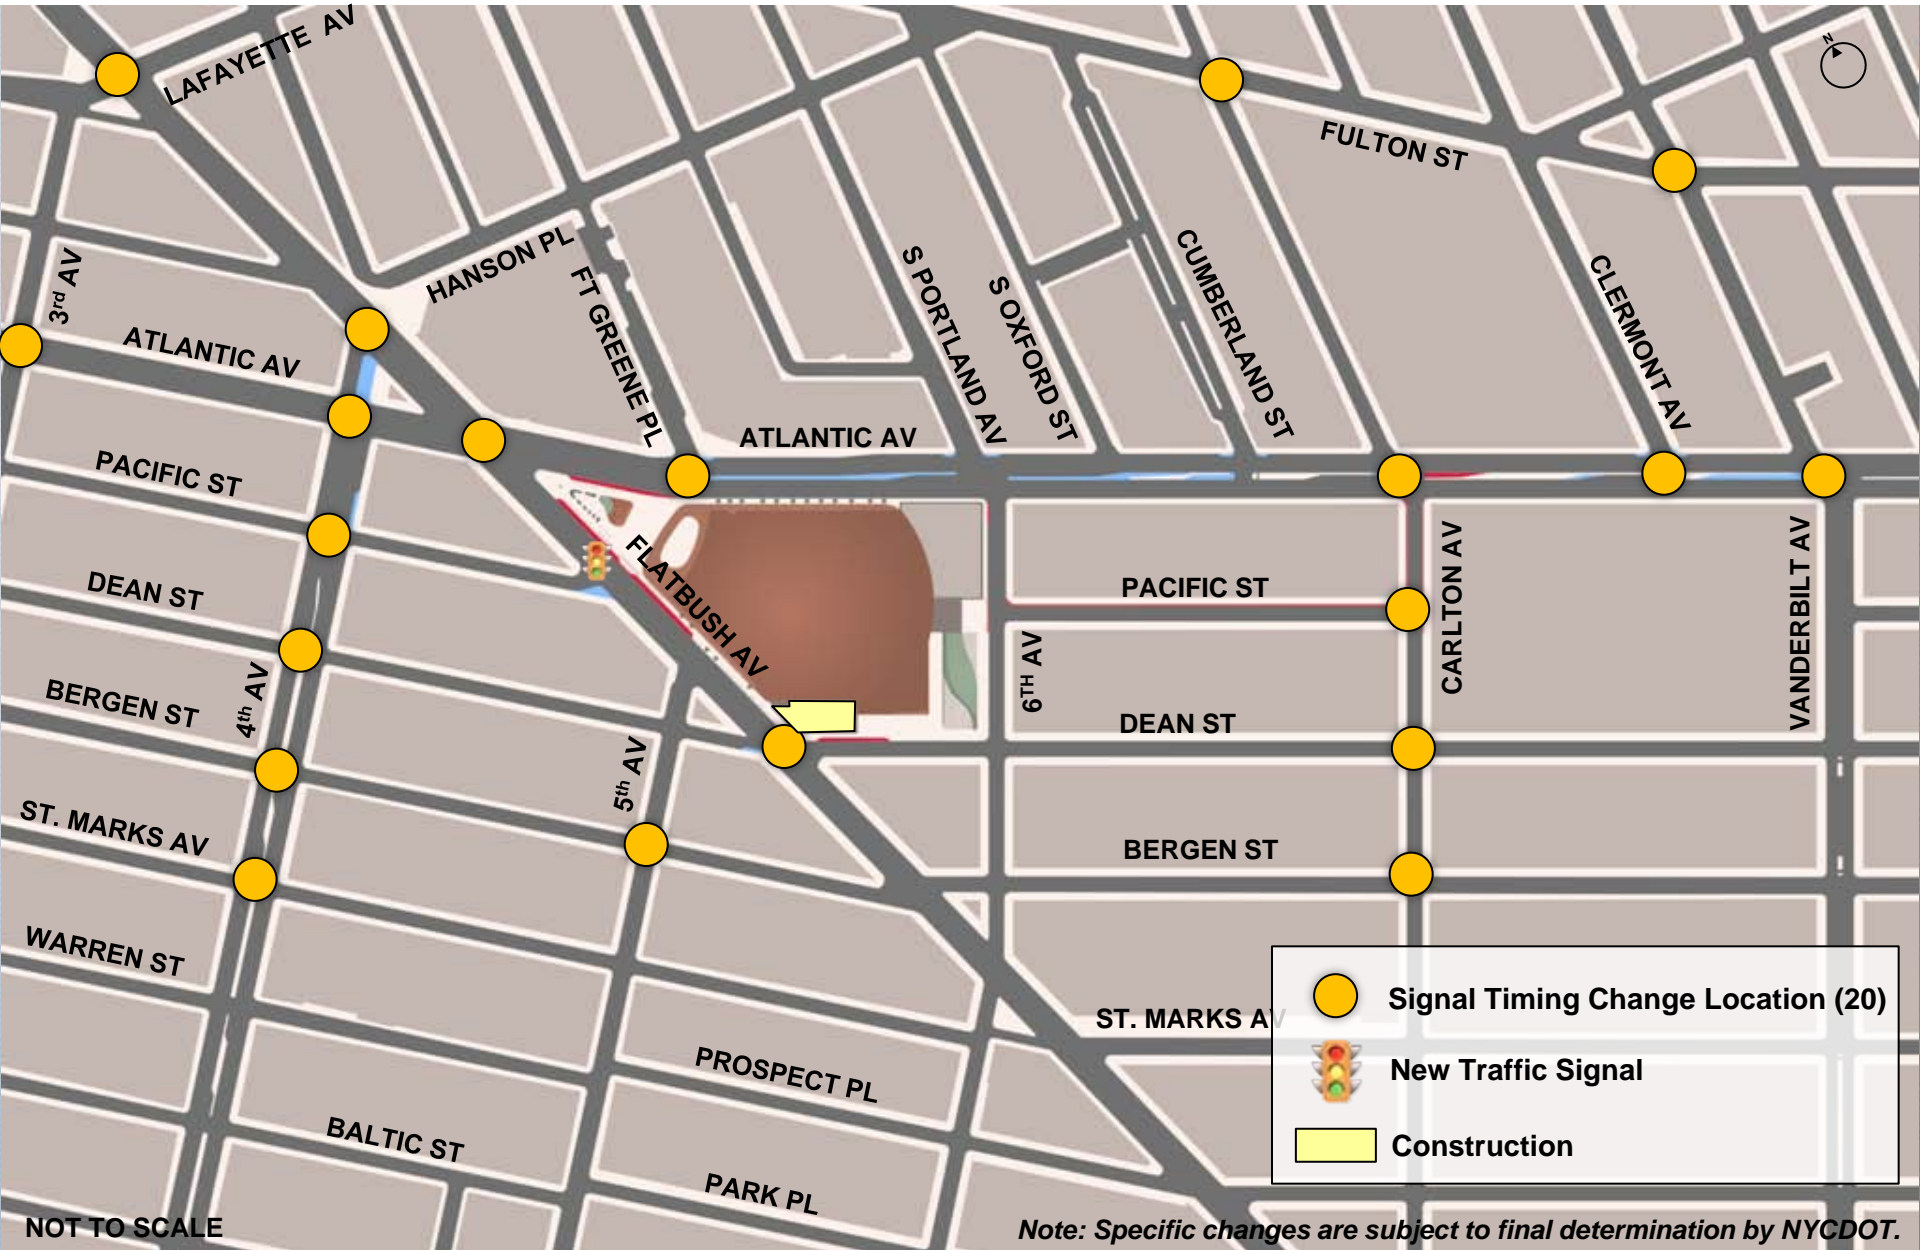 LAFAYETTE AV
N
FULTON ST
3rd AV
HANSON PL
FT GREENE PL
S PORTLAND AV
S OXFORD ST
CUMBERLAND ST
CLERMONT AV
ATLANTIC AV
ATLANTIC AV
PACIFIC ST
FLATBUSH AV
PACIFIC ST
CARLTON AV
VANDERBILT AV
DEAN ST
6TH AV
4th AV
BERGEN ST
DEAN ST
5th AV
ST. MARKS AV
BERGEN ST
WARREN ST
ST. MARKS AV
PROSPECT PL
BALTIC ST
PARK PL
Signal Timing Change Location (20)
New Traffic Signal
Construction
NOT TO SCALE
Note: Specific changes are subject to final determination by NYCDOT.